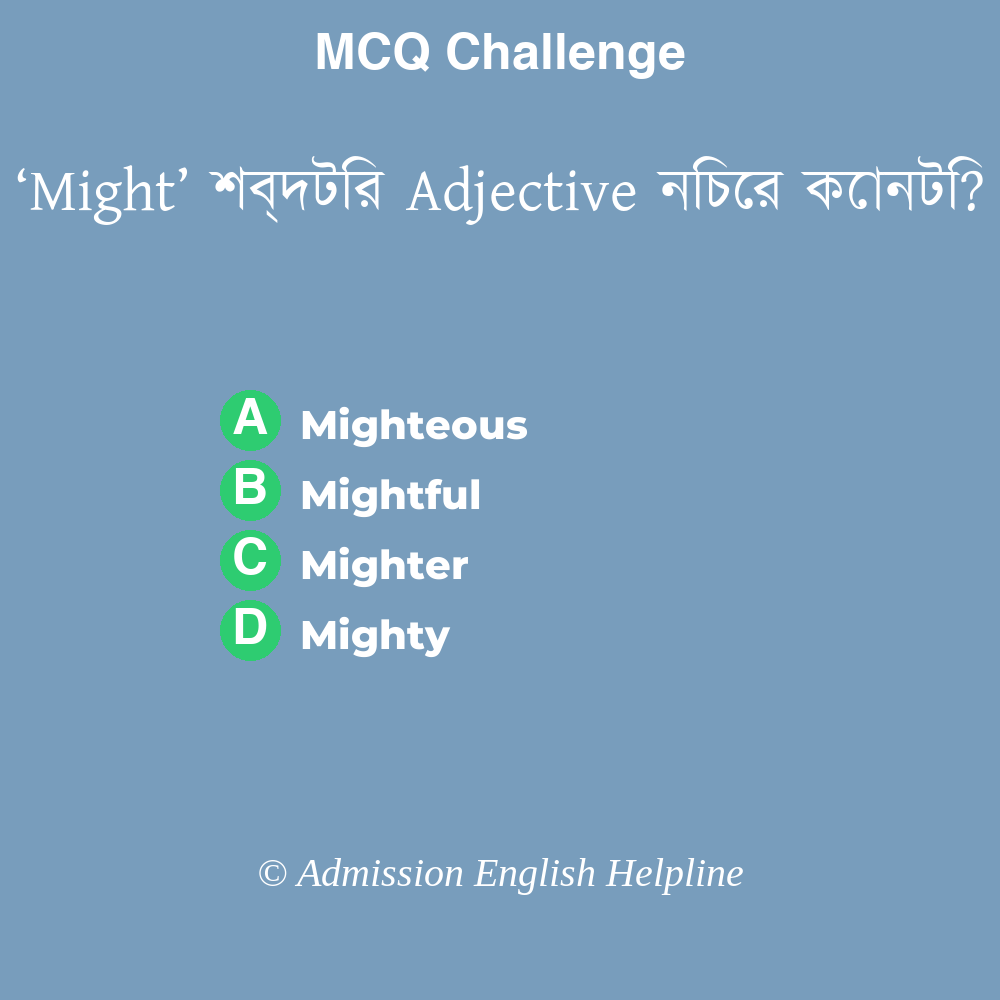 MCQ Challenge
‘Might’ শব্দটির Adjective নিচের কোনটি?
A Mighteous
B Mightful
C Mighter
D Mighty
© Admission English Helpline